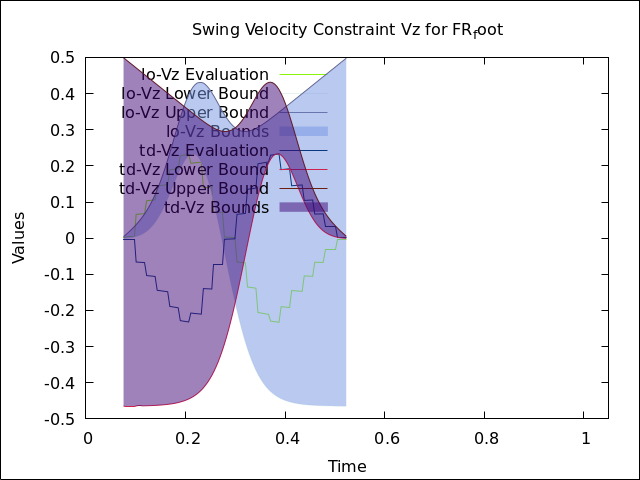 Swing Velocity Constraint Vz for FRfoot
lo-Vz Evaluation
lo-Vz Lower Bound
lo-Vz Upper Bound
lo-Vz Bounds
td-Vz Evaluation
td-Vz Lower Bound
td-Vz Upper Bound
td-Vz Bounds
0.5
0.4
0.3
0.2
0.1
0
-0.1
-0.2
-0.3
-0.4
-0.5
Values
0 0.2 0.4 0.6 0.8 1
Time